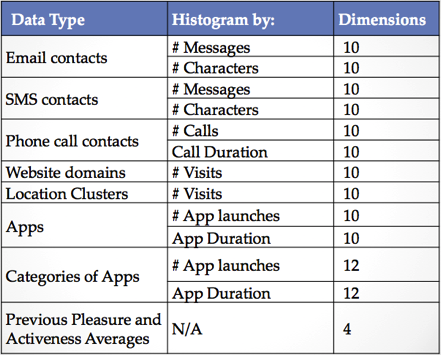 Data Type Histogram by: Dimensions
Email contacts # Messages 10
# Characters 10
SMS contacts # Messages 10
# Characters 10
Phone call contacts # Calls 10
Call Duration 10
Website domains # Visits 10
Location Clusters # Visits 10
Apps # App launches 10
App Duration 10
Categories of Apps # App launches 12
App Duration 12
Previous Pleasure and
Activeness Averages N/A 4